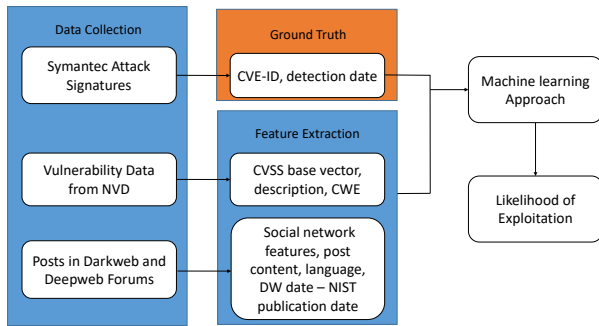 Data Collection
Symantec Attack
Signatures
Vulnerability Data
from NVD
Posts in Darkweb and
Deepweb Forums
Ground Truth
CVE-ID, detection date
Feature Extraction
CVSS base vector,
description, CWE
Social network
features, post
content, language,
DW date – NIST
publication date
Machine learning
Approach
Likelihood of
Exploitation